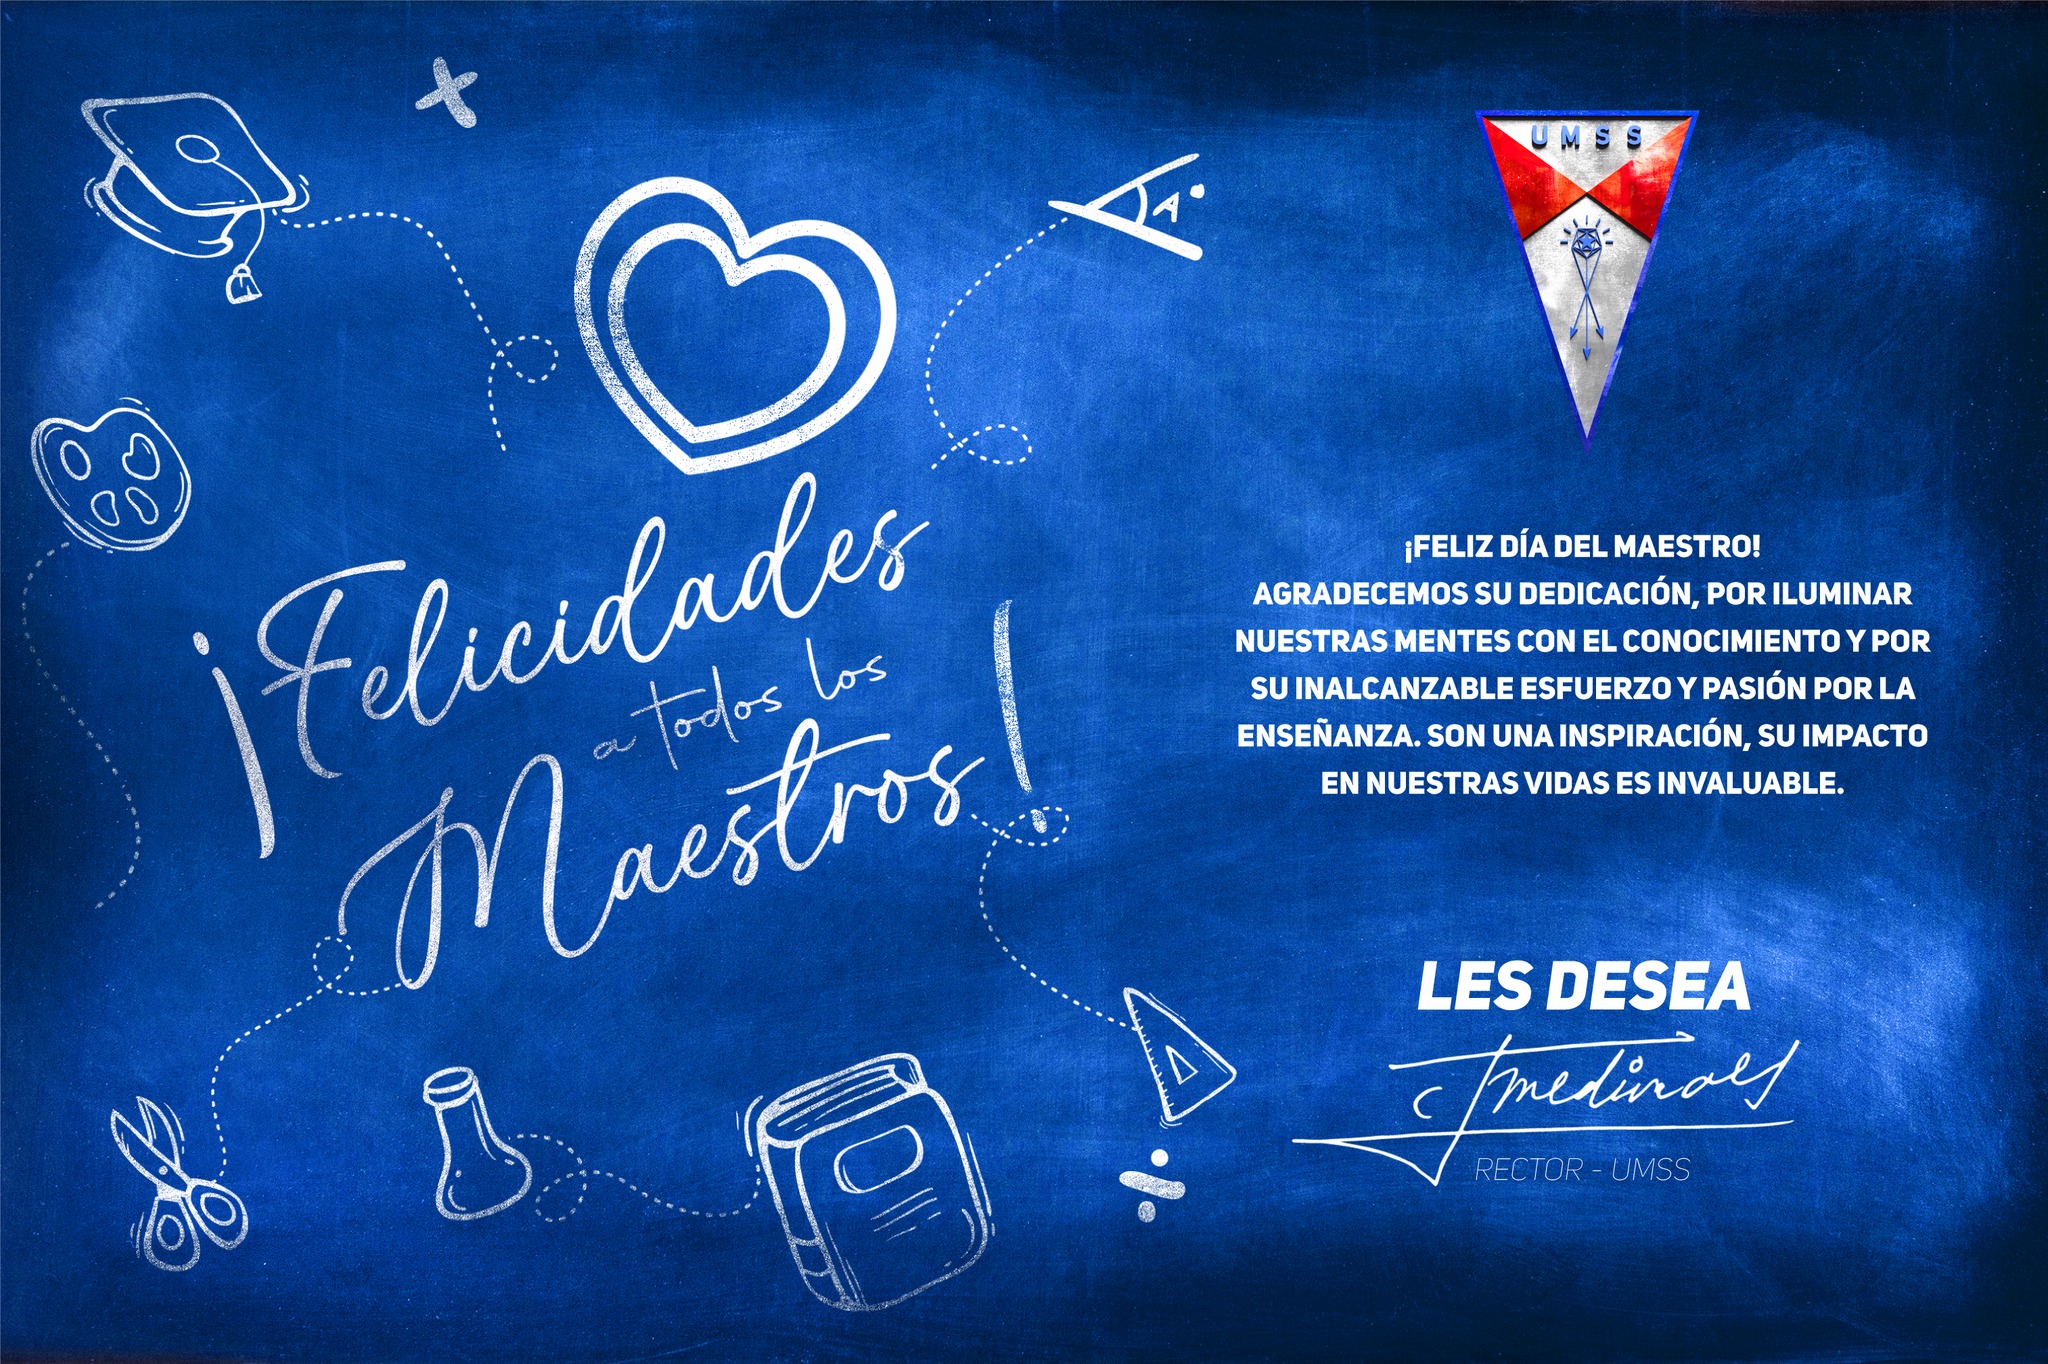 ¡Felicidades
a todos los
Maestros!
A
UMSS
¡FELIZ DÍA DEL MAESTRO!
AGRADECEMOS SU DEDICACIÓN, POR ILUMINAR
NUESTRAS MENTES CON EL CONOCIMIENTO Y POR
SU INALCANZABLE ESFUERZO Y PASIÓN POR LA
ENSEÑANZA. SON UNA INSPIRACIÓN, SU IMPACTO
EN NUESTRAS VIDAS ES INVALUABLE.
LES DESEA
RECTOR - UMSS